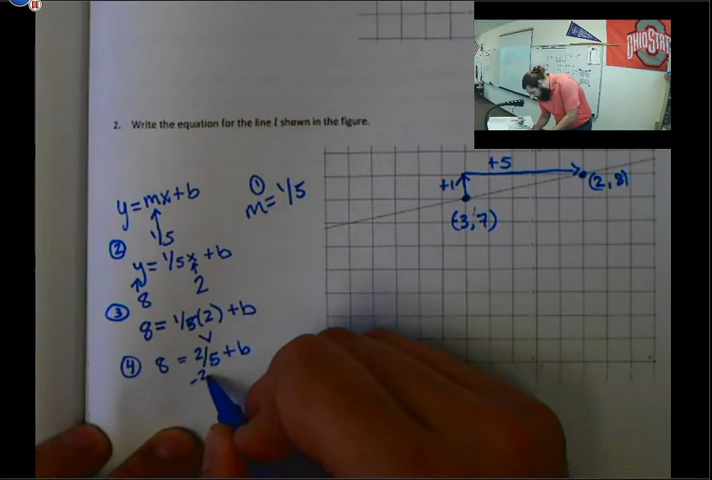 OHIO STATE
2. Write the equation for the line l shown in the figure.
y=mx+b
1/5
① m=1/5
+5
+1
(2,8)
(-3,7)
② y=1/5x+b
8 2
③ 8=1/5(2)+b
④ 8=2/5+b
-2